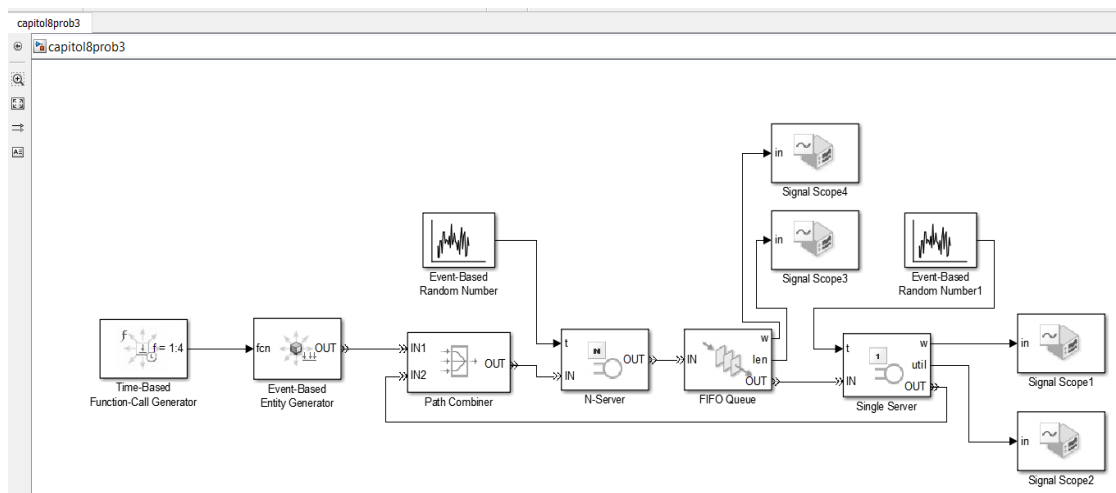 capitol8prob3
capitol8prob3
in
Signal Scope4
in
Signal Scope3
Event-Based
Random Number
Event-Based
Random Number1
f = 1:4
Time-Based
Function-Call Generator
fcn
OUT
Event-Based
Entity Generator
IN1
IN2
OUT
Path Combiner
t
IN
N
OUT
N-Server
IN
w
len
OUT
FIFO Queue
t
IN
1
w
util
OUT
Single Server
in
Signal Scope1
in
Signal Scope2